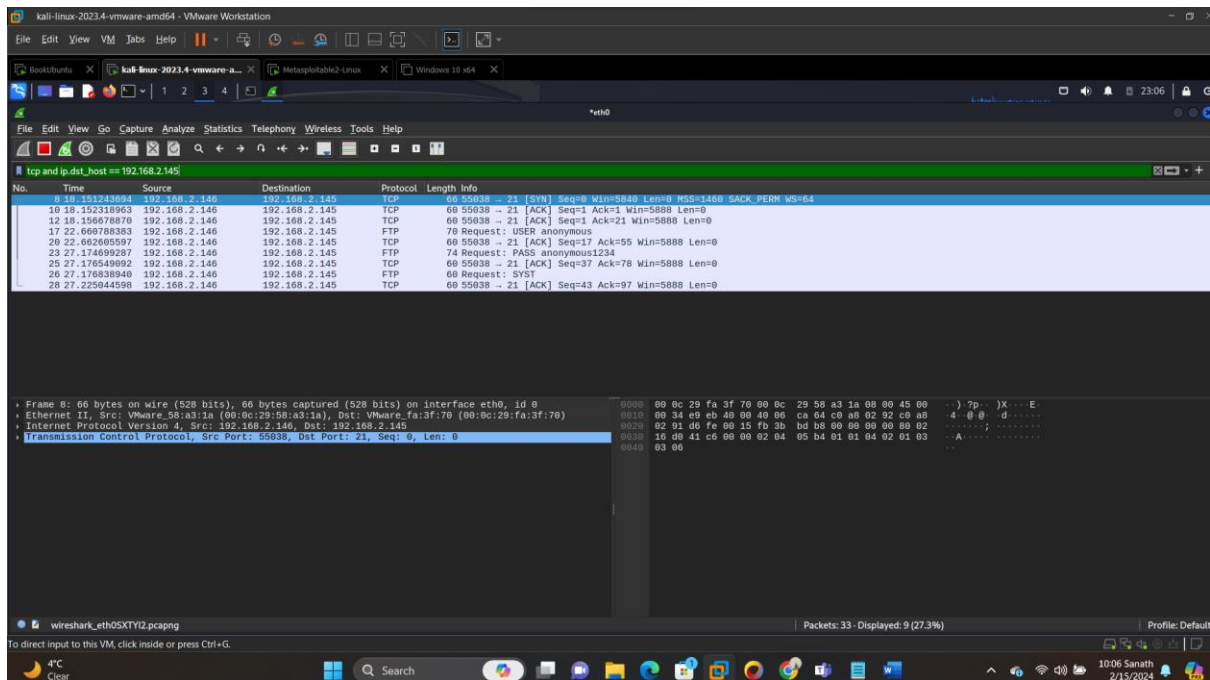 kali-linux-2023.4-vmware-amd64 - VMware Workstation
File Edit View VM Tabs Help
BookUbuntu kali-linux-2023.4-vmware-a... Metasploitable2-Linux Windows 10 x64
1 2 3 4 23:06
*eth0
File Edit View Go Capture Analyze Statistics Telephony Wireless Tools Help
tcp and ip.dst_host == 192.168.2.145
No. Time Source Destination Protocol Length Info
8 18.151243694 192.168.2.146 192.168.2.145 TCP 66 55038 → 21 [SYN] Seq=0 Win=5840 Len=0 MSS=1460 SACK_PERM WS=64
10 18.152318963 192.168.2.146 192.168.2.145 TCP 60 55038 → 21 [ACK] Seq=1 Ack=1 Win=5888 Len=0
12 18.156678870 192.168.2.146 192.168.2.145 TCP 60 55038 → 21 [ACK] Seq=1 Ack=21 Win=5888 Len=0
17 22.660788383 192.168.2.146 192.168.2.145 FTP 70 Request: USER anonymous
20 22.662605597 192.168.2.146 192.168.2.145 TCP 60 55038 → 21 [ACK] Seq=17 Ack=55 Win=5888 Len=0
23 27.174699287 192.168.2.146 192.168.2.145 FTP 74 Request: PASS anonymous1234
25 27.176549092 192.168.2.146 192.168.2.145 TCP 60 55038 → 21 [ACK] Seq=37 Ack=78 Win=5888 Len=0
26 27.176838940 192.168.2.146 192.168.2.145 FTP 60 Request: SYST
28 27.225044598 192.168.2.146 192.168.2.145 TCP 60 55038 → 21 [ACK] Seq=43 Ack=97 Win=5888 Len=0
Frame 8: 66 bytes on wire (528 bits), 66 bytes captured (528 bits) on interface eth0, id 0
Ethernet II, Src: VMware_58:a3:1a (00:0c:29:58:a3:1a), Dst: VMware_fa:3f:70 (00:0c:29:fa:3f:70)
Internet Protocol Version 4, Src: 192.168.2.146, Dst: 192.168.2.145
Transmission Control Protocol, Src Port: 55038, Dst Port: 21, Seq: 0, Len: 0
0000 00 0c 29 fa 3f 70 00 0c 29 58 a3 1a 08 00 45 00 ··)·?p·· )X····E·
0010 00 34 e9 eb 40 00 40 06 ca 64 c0 a8 02 92 c0 a8 ·4··@·@· ·d······
0020 02 91 d6 fe 00 15 fb 3b bd b8 00 00 00 00 80 02 ·······; ········
0030 16 d0 41 c6 00 00 02 04 05 b4 01 01 04 02 01 03 ··A····· ········
0040 03 06 ··
wireshark_eth0SXTYI2.pcapng Packets: 33 · Displayed: 9 (27.3%) Profile: Default
To direct input to this VM, click inside or press Ctrl+G.
4°C
Clear
Search
10:06 Sanath
2/15/2024